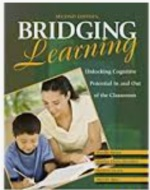 SECOND EDITION
BRIDGING
Learning
Unlocking Cognitive
Potential In and Out
of the Classroom